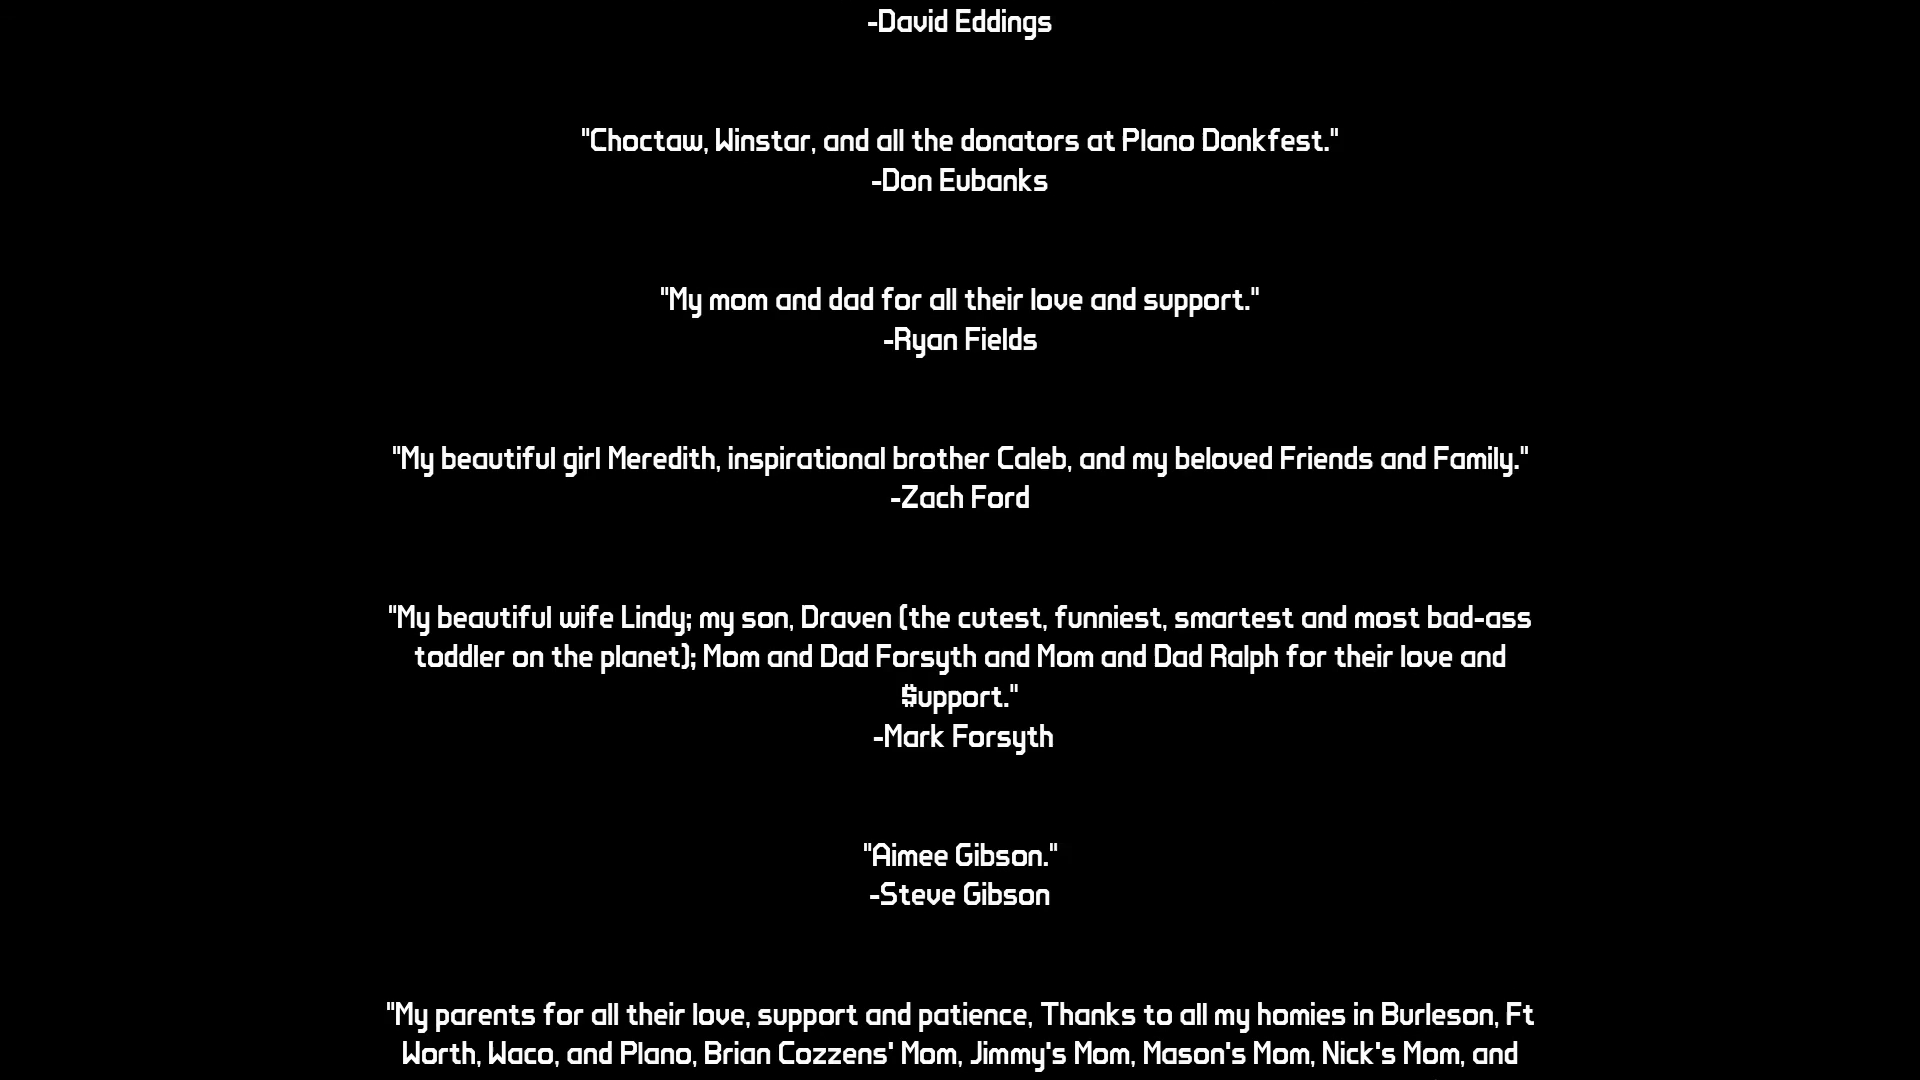 -David Eddings
"Choctaw, Winstar, and all the donators at Plano Donkfest."
-Don Eubanks
"My mom and dad for all their love and support."
-Ryan Fields
"My beautiful girl Meredith, inspirational brother Caleb, and my beloved Friends and Family."
-Zach Ford
"My beautiful wife Lindy; my son, Draven (the cutest, funniest, smartest and most bad-ass
toddler on the planet); Mom and Dad Forsyth and Mom and Dad Ralph for their love and
$upport."
-Mark Forsyth
"Aimee Gibson."
-Steve Gibson
"My parents for all their love, support and patience, Thanks to all my homies in Burleson, Ft
Worth, Waco, and Plano, Brian Cozzens' Mom, Jimmy's Mom, Mason's Mom, Nick's Mom, and